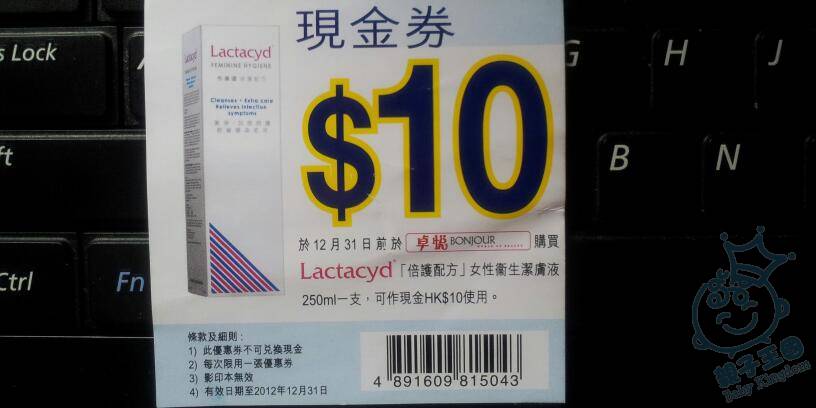 s Lock
ft
Ctrl
Fn
G
H
J
B
N
現金券
$10
Lactacyd
FEMININE HYGIENE
Cleanses • Extra care
Relieves infection
symptoms
於12月31日前於 卓悅 BONJOUR 購買
Lactacyd「倍護配方」女性衞生潔膚液
250ml一支，可作現金HK$10使用。
條款及細則：
1) 此優惠券不可兌換現金
2) 每次限用一張優惠券
3) 影印本無效
4) 有效日期至2012年12月31日
4 891609 815043
親子王國
Baby Kingdom